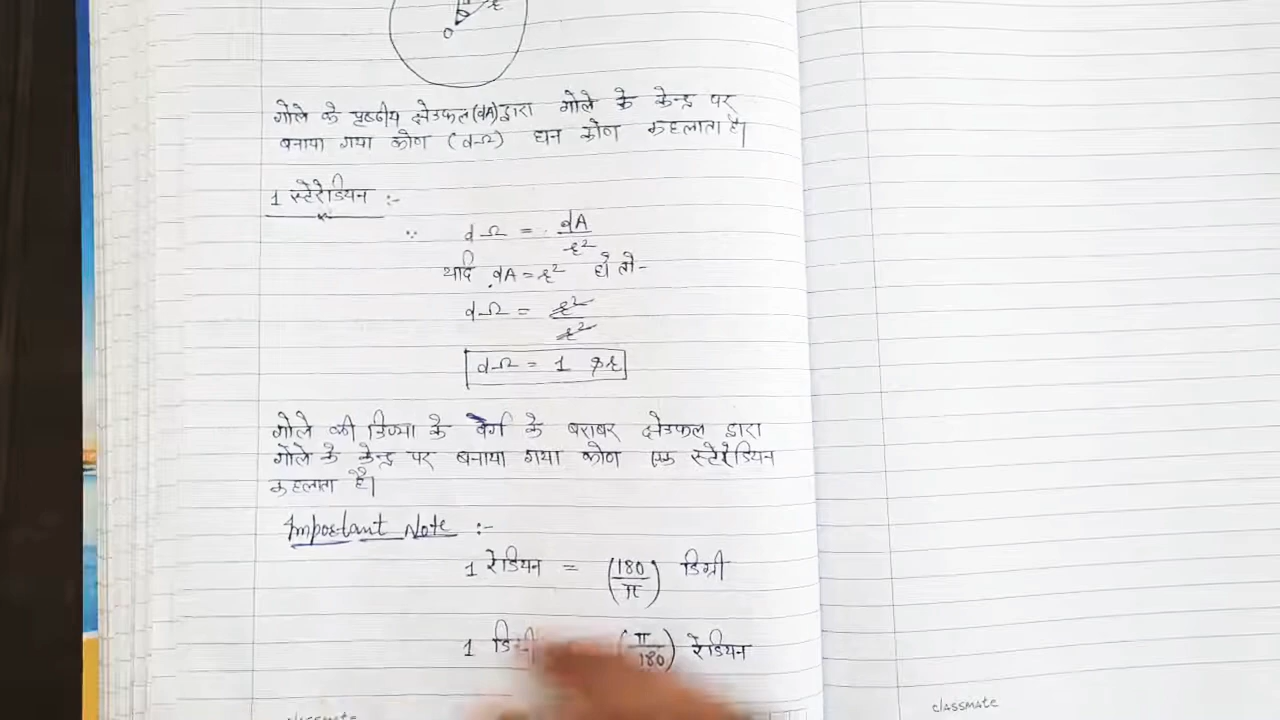 O
r
गोले के पृष्ठीय क्षेत्रफल (dA) द्वारा गोले के केन्द्र पर
बनाया गया कोण (dΩ) घन कोण कहलाता है।
1 स्टेरेडियन :-
∵ dΩ = dA/r²
यदि dA = r² हो तो-
dΩ = r²/r²
dΩ = 1
गोले की त्रिज्या के वर्ग के बराबर क्षेत्रफल द्वारा
गोले के केन्द्र पर बनाया गया कोण एक स्टेरेडियन
कहलाता है।
Important Note :-
1 रेडियन = (180/π) डिग्री
1 डिग्री (π/180) रेडियन
classmate
classmate